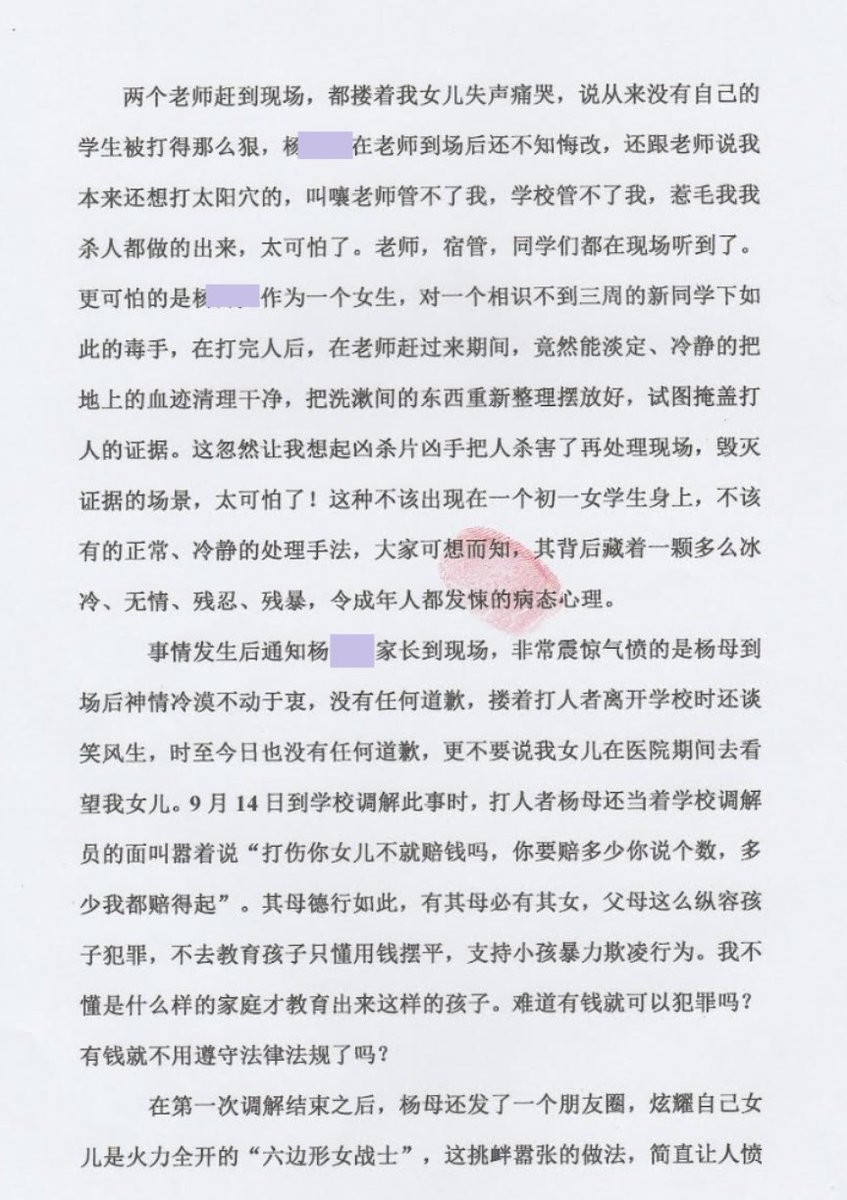 两个老师赶到现场，都搂着我女儿失声痛哭，说从来没有自己的
学生被打得那么狠，杨在老师到场后还不知悔改，还跟老师说我
本来还想打太阳穴的，叫嚷老师管不了我，学校管不了我，惹毛我我
杀人都做的出来，太可怕了。老师，宿管，同学们都在现场听到了。
更可怕的是杨作为一个女生，对一个相识不到三周的新同学下如
此的毒手，在打完人后，在老师赶过来期间，竟然能淡定、冷静的把
地上的血迹清理干净，把洗漱间的东西重新整理摆放好，试图掩盖打
人的证据。这忽然让我想起凶杀片凶手把人杀害了再处理现场，毁灭
证据的场景，太可怕了！这种不该出现在一个初一女学生身上，不该
有的正常、冷静的处理手法，大家可想而知，其背后藏着一颗多么冰
冷、无情、残忍、残暴，令成年人都发悚的病态心理。
事情发生后通知杨家长到现场，非常震惊气愤的是杨母到
场后神情冷漠不动于衷，没有任何道歉，搂着打人者离开学校时还谈
笑风生，时至今日也没有任何道歉，更不要说我女儿在医院期间去看
望我女儿。9 月 14 日到学校调解此事时，打人者杨母还当着学校调解
员的面叫嚣着说“打伤你女儿不就赔钱吗，你要赔多少你说个数，多
少我都赔得起”。其母德行如此，有其母必有其女，父母这么纵容孩
子犯罪，不去教育孩子只懂用钱摆平，支持小孩暴力欺凌行为。我不
懂是什么样的家庭才教育出来这样的孩子。难道有钱就可以犯罪吗？
有钱就不用遵守法律法规了吗？
在第一次调解结束之后，杨母还发了一个朋友圈，炫耀自己女
儿是火力全开的“六边形女战士”，这挑衅嚣张的做法，简直让人愤